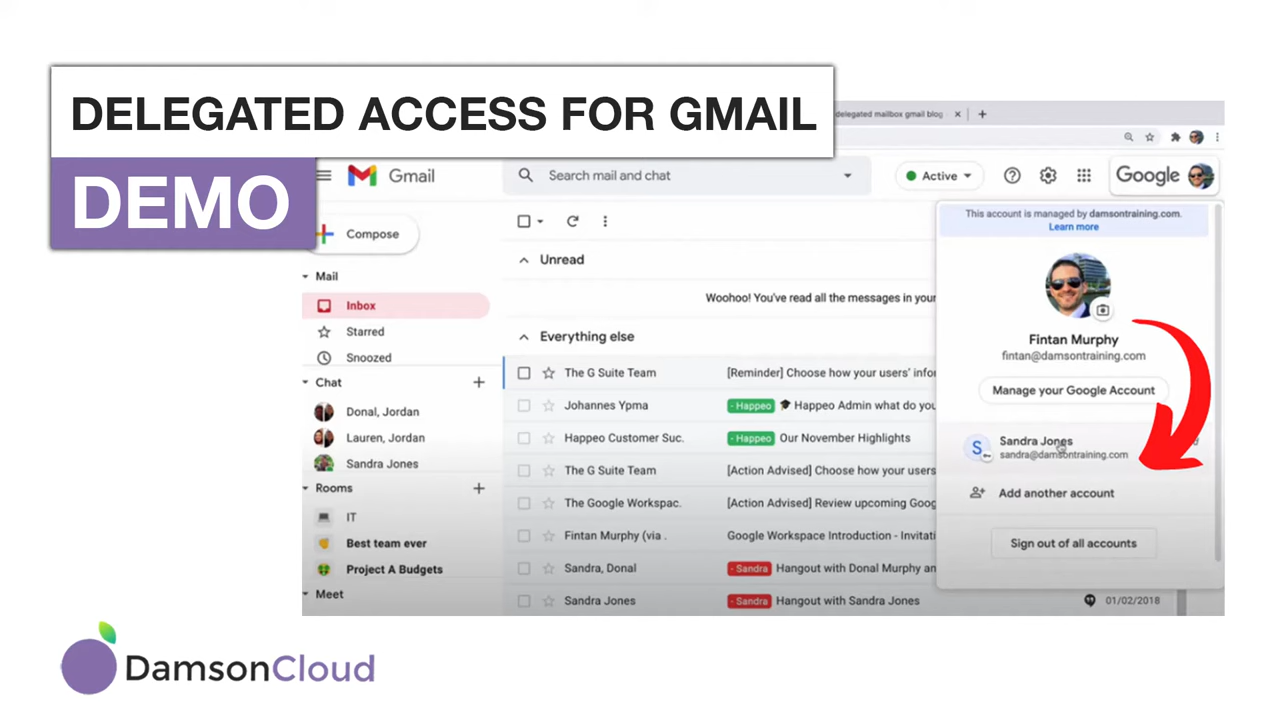 DELEGATED ACCESS FOR GMAIL
DEMO
delegated mailbox gmail blog
Gmail
Search mail and chat
Active
Google
Compose
Mail
Inbox
Starred
Snoozed
Chat
Donal, Jordan
Lauren, Jordan
Sandra Jones
Rooms
IT
Best team ever
Project A Budgets
Meet
Unread
Woohoo! You've read all the messages in your
Everything else
The G Suite Team [Reminder] Choose how your users' infor
Johannes Ypma - Happeo Happeo Admin what do you
Happeo Customer Suc. - Happeo Our November Highlights
The G Suite Team [Action Advised] Choose how your users
The Google Workspac. [Action Advised] Review upcoming Goog
Fintan Murphy (via . Google Workspace Introduction - Invitati
Sandra, Donal - Sandra Hangout with Donal Murphy an
Sandra Jones - Sandra Hangout with Sandra Jones
01/02/2018
This account is managed by damsontraining.com.
Learn more
Fintan Murphy
fintan@damsontraining.com
Manage your Google Account
S
Sandra Jones
sandra@damsontraining.com
Add another account
Sign out of all accounts
DamsonCloud